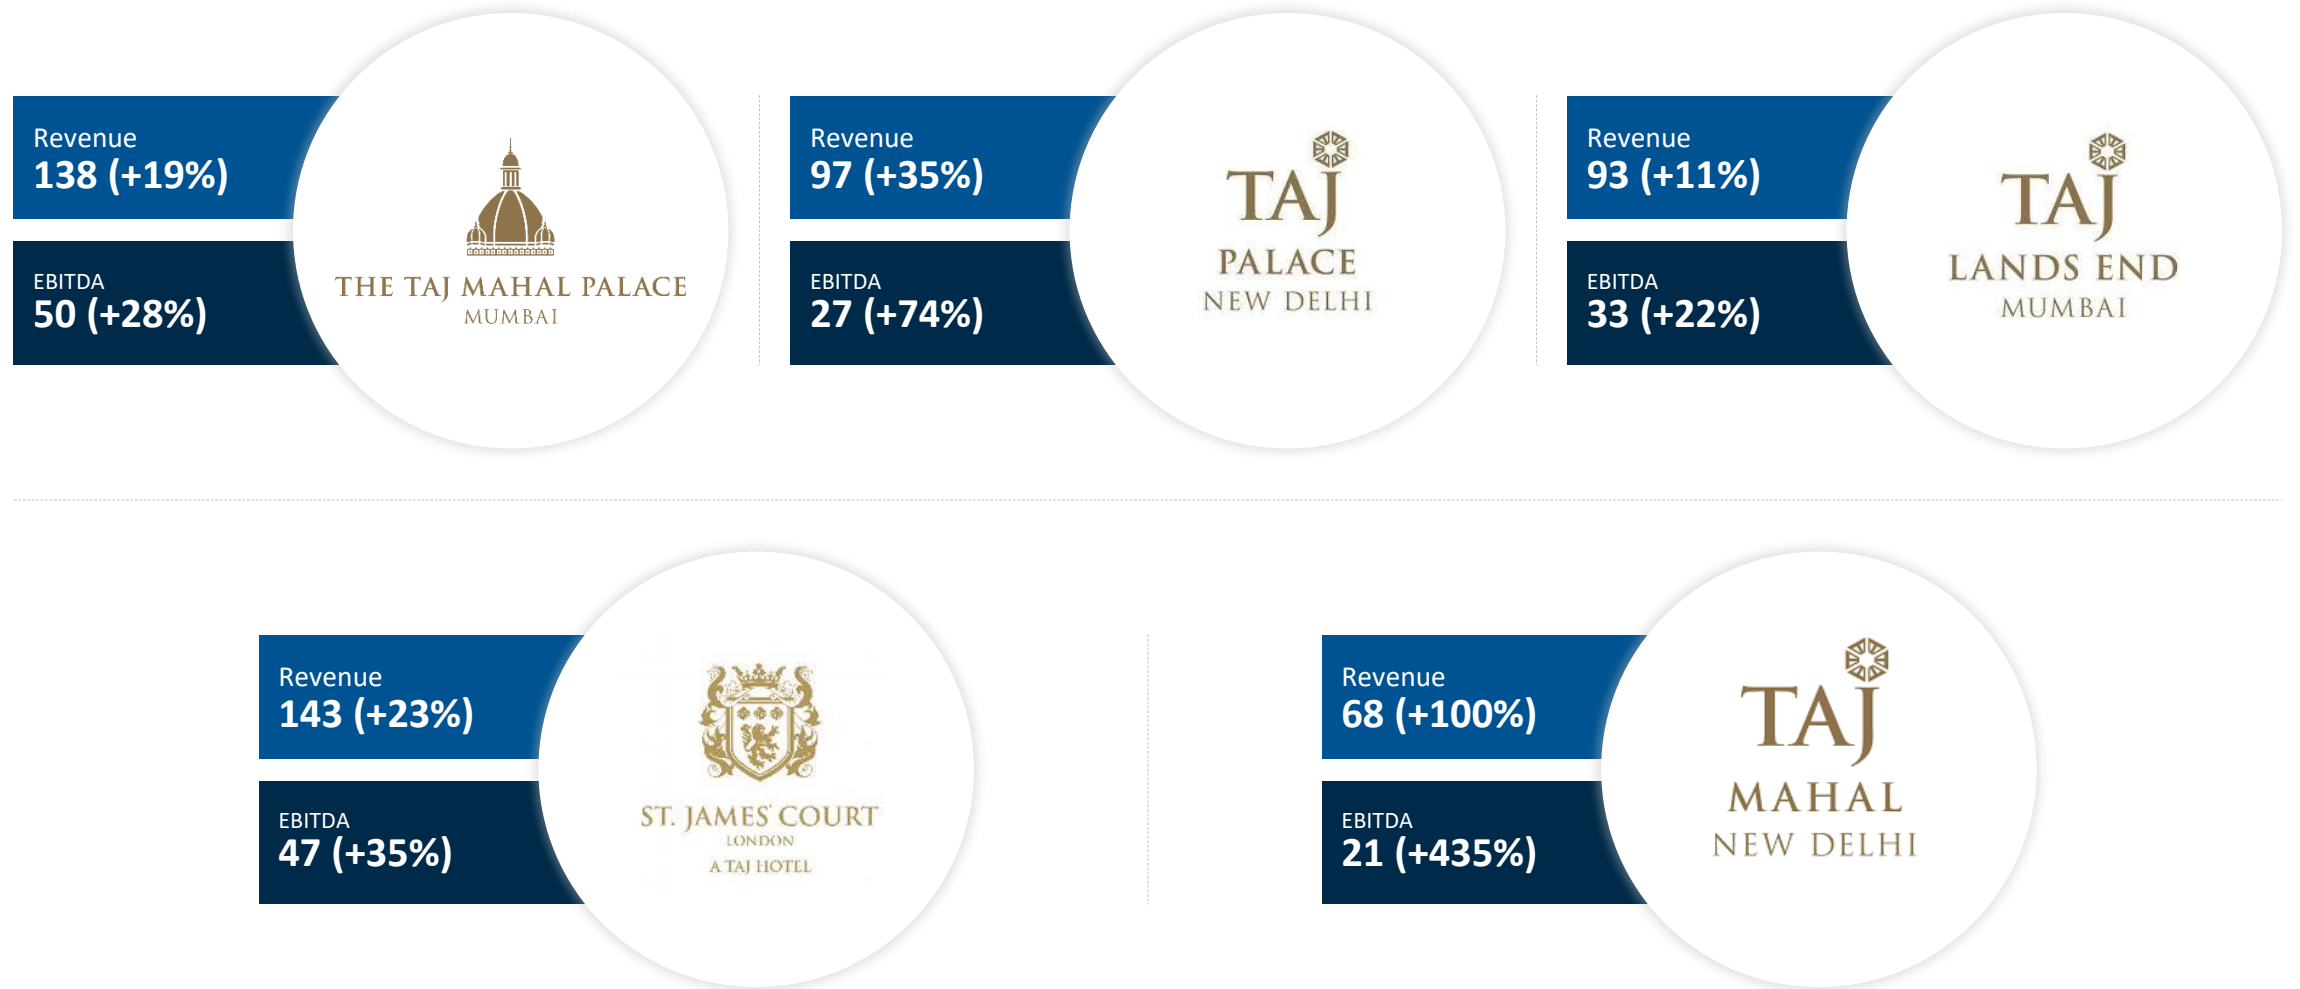 Revenue
138 (+19%)
EBITDA
50 (+28%)
THE TAJ MAHAL PALACE
MUMBAI
Revenue
97 (+35%)
EBITDA
27 (+74%)
TAJ
PALACE
NEW DELHI
Revenue
93 (+11%)
EBITDA
33 (+22%)
TAJ
LANDS END
MUMBAI
Revenue
143 (+23%)
EBITDA
47 (+35%)
ST. JAMES' COURT
LONDON
A TAJ HOTEL
Revenue
68 (+100%)
EBITDA
21 (+435%)
TAJ
MAHAL
NEW DELHI